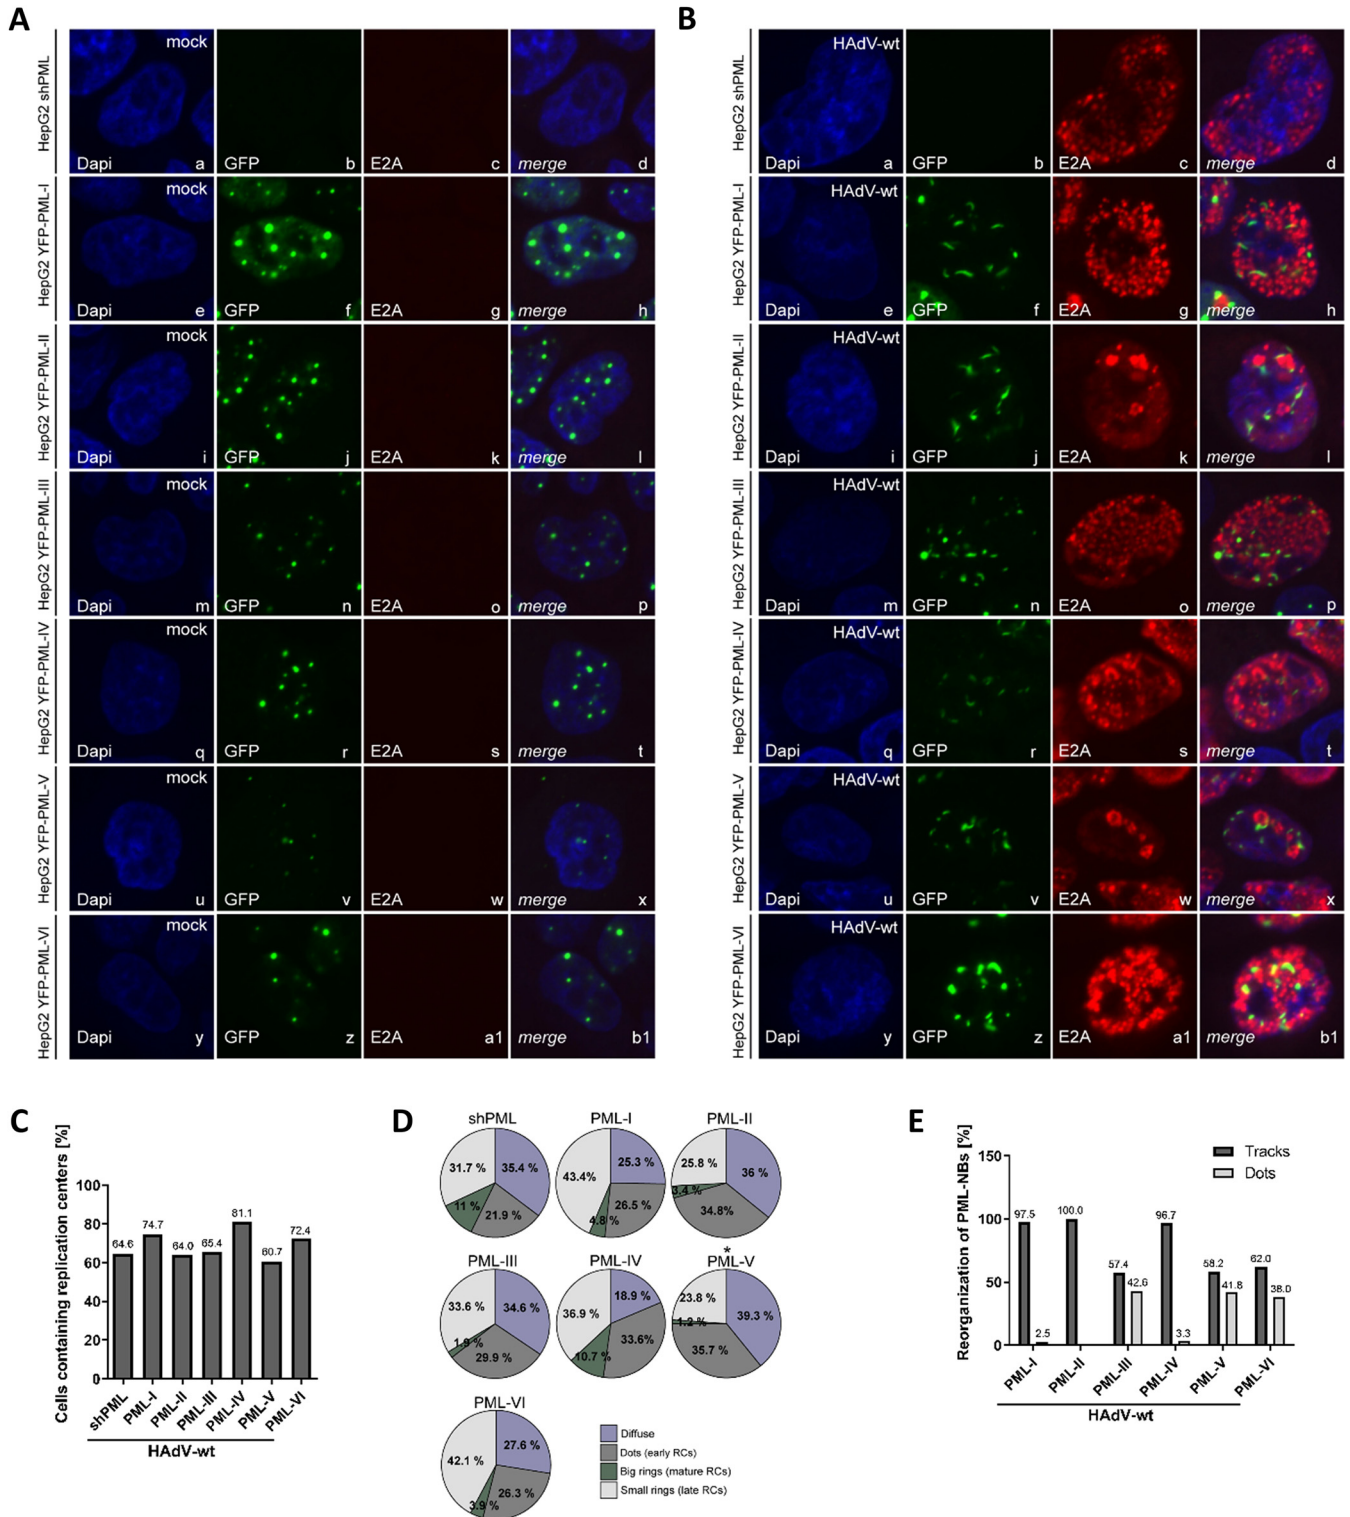 A
HepG2 shPML
mock
Dapi a
GFP b
E2A c
merge d
HepG2 YFP-PML-I
mock
Dapi e
GFP f
E2A g
merge h
HepG2 YFP-PML-II
mock
Dapi i
GFP j
E2A k
merge l
HepG2 YFP-PML-III
mock
Dapi m
GFP n
E2A o
merge p
HepG2 YFP-PML-IV
mock
Dapi q
GFP r
E2A s
merge t
HepG2 YFP-PML-V
mock
Dapi u
GFP v
E2A w
merge x
HepG2 YFP-PML-VI
mock
Dapi y
GFP z
E2A a1
merge b1
B
HepG2 shPML
HAdV-wt
Dapi a
GFP b
E2A c
merge d
HepG2 YFP-PML-I
HAdV-wt
Dapi e
GFP f
E2A g
merge h
HepG2 YFP-PML-II
HAdV-wt
Dapi i
GFP j
E2A k
merge l
HepG2 YFP-PML-III
HAdV-wt
Dapi m
GFP n
E2A o
merge p
HepG2 YFP-PML-IV
HAdV-wt
Dapi q
GFP r
E2A s
merge t
HepG2 YFP-PML-V
HAdV-wt
Dapi u
GFP v
E2A w
merge x
HepG2 YFP-PML-VI
HAdV-wt
Dapi y
GFP z
E2A a1
merge b1
C
Cells containing replication centers [%]
100
80
60
40
20
0
64.6
74.7
64.0
65.4
81.1
60.7
72.4
shPML
PML-I
PML-II
PML-III
PML-IV
PML-V
PML-VI
HAdV-wt
D
shPML
31.7 %
35.4 %
11 %
21.9 %
PML-I
43.4%
25.3 %
4.8 %
26.5 %
PML-II
25.8 %
36 %
3.4 %
34.8%
PML-III
33.6 %
34.6 %
1.9 %
29.9 %
PML-IV
36.9 %
18.9 %
10.7 %
33.6%
*
PML-V
23.8 %
39.3 %
1.2 %
35.7 %
PML-VI
42.1 %
27.6 %
3.9 %
26.3 %
Diffuse
Dots (early RCs)
Big rings (mature RCs)
Small rings (late RCs)
E
Reorganization of PML-NBs [%]
150
100
50
0
Tracks
Dots
97.5
2.5
100.0
57.4
42.6
96.7
3.3
58.2
41.8
62.0
38.0
PML-I
PML-II
PML-III
PML-IV
PML-V
PML-VI
HAdV-wt